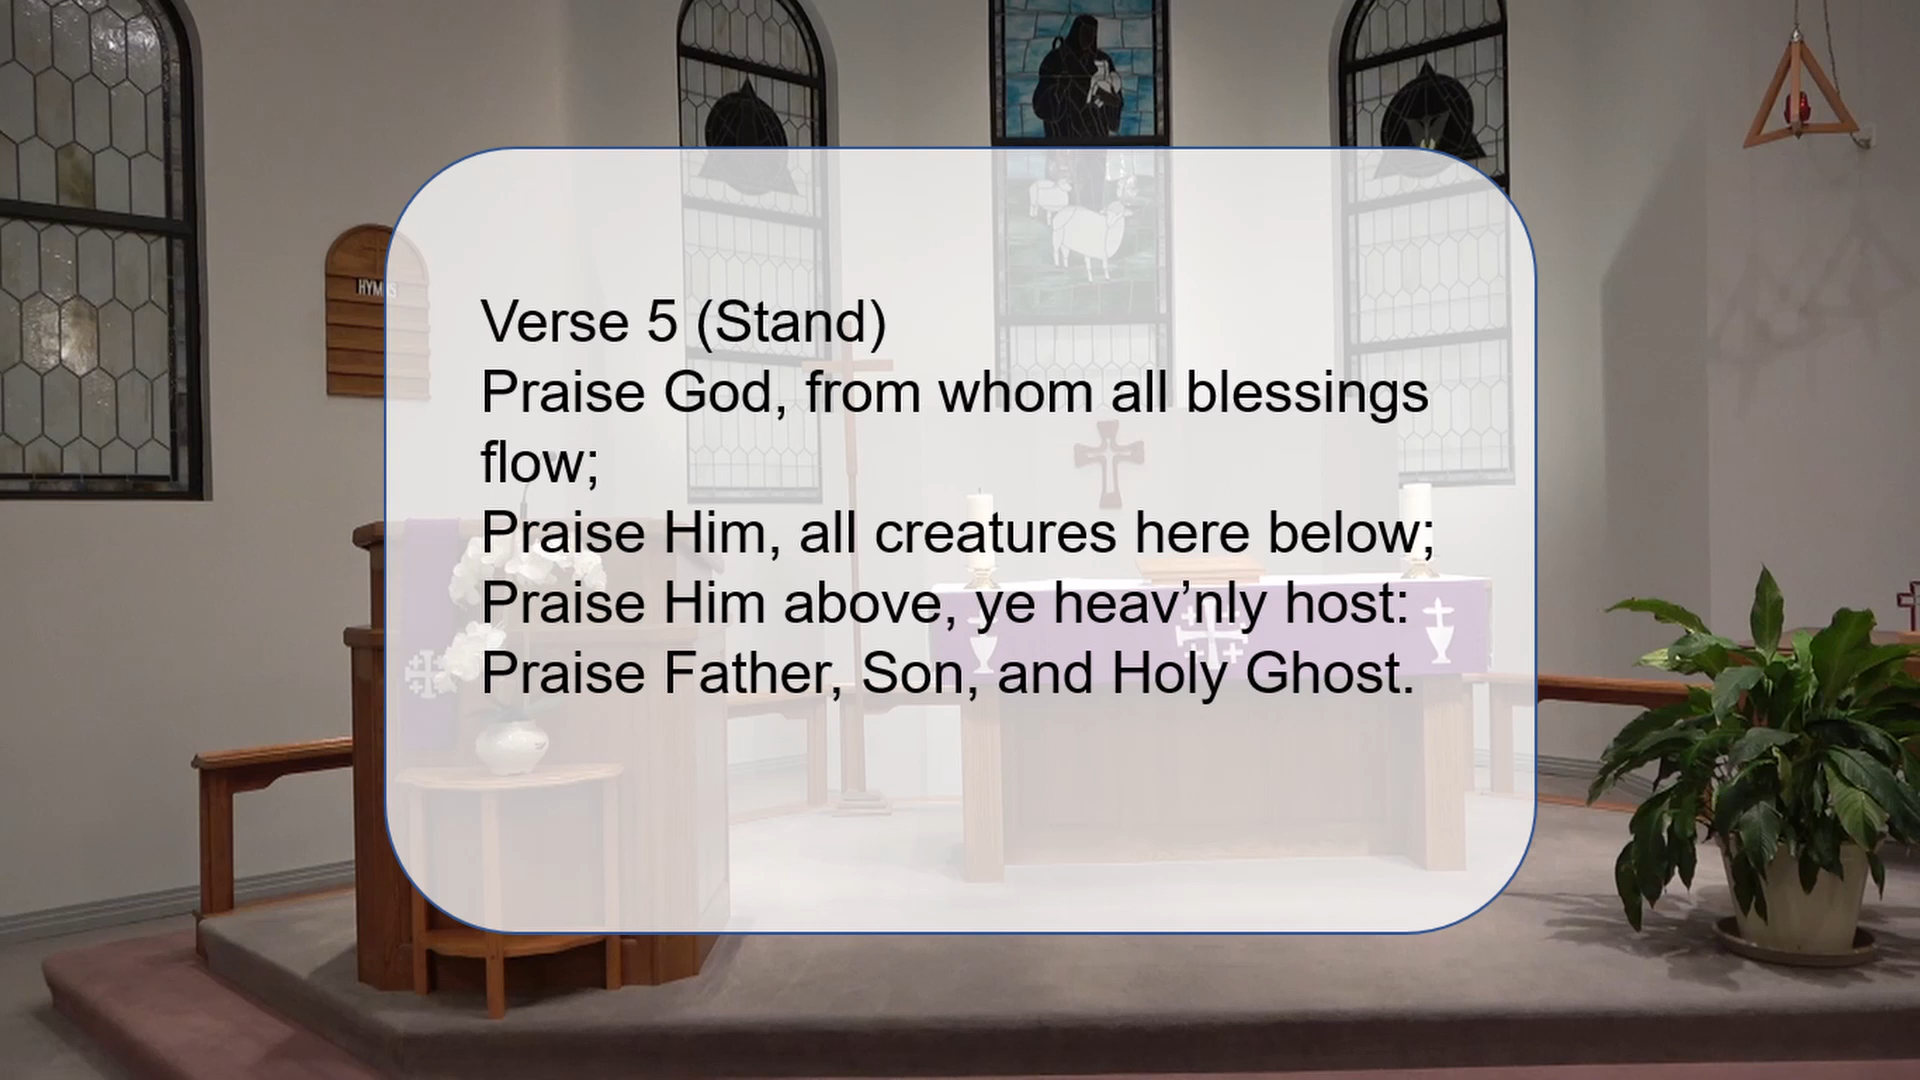 HYMNS
Verse 5 (Stand)
Praise God, from whom all blessings
flow;
Praise Him, all creatures here below;
Praise Him above, ye heav’nly host:
Praise Father, Son, and Holy Ghost.